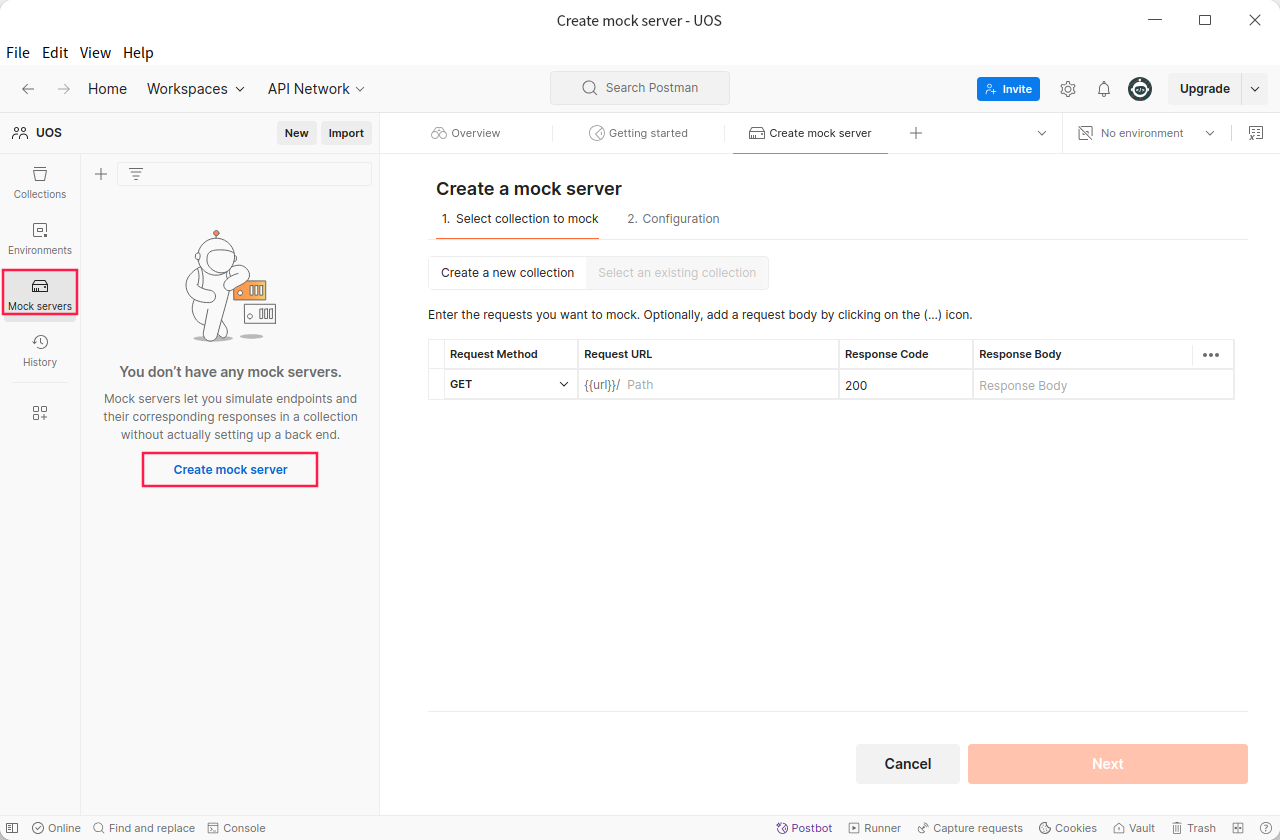 Create mock server - UOS
File Edit View Help
Home Workspaces API Network Search Postman Invite Upgrade
UOS New Import Overview Getting started Create mock server No environment
Collections
Environments
Mock servers
History
You don’t have any mock servers.
Mock servers let you simulate endpoints and
their corresponding responses in a collection
without actually setting up a back end.
Create mock server
Create a mock server
1. Select collection to mock 2. Configuration
Create a new collection Select an existing collection
Enter the requests you want to mock. Optionally, add a request body by clicking on the (...) icon.
Request Method Request URL Response Code Response Body
GET {{url}}/ Path 200 Response Body
Cancel Next
Online Find and replace Console Postbot Runner Capture requests Cookies Vault Trash